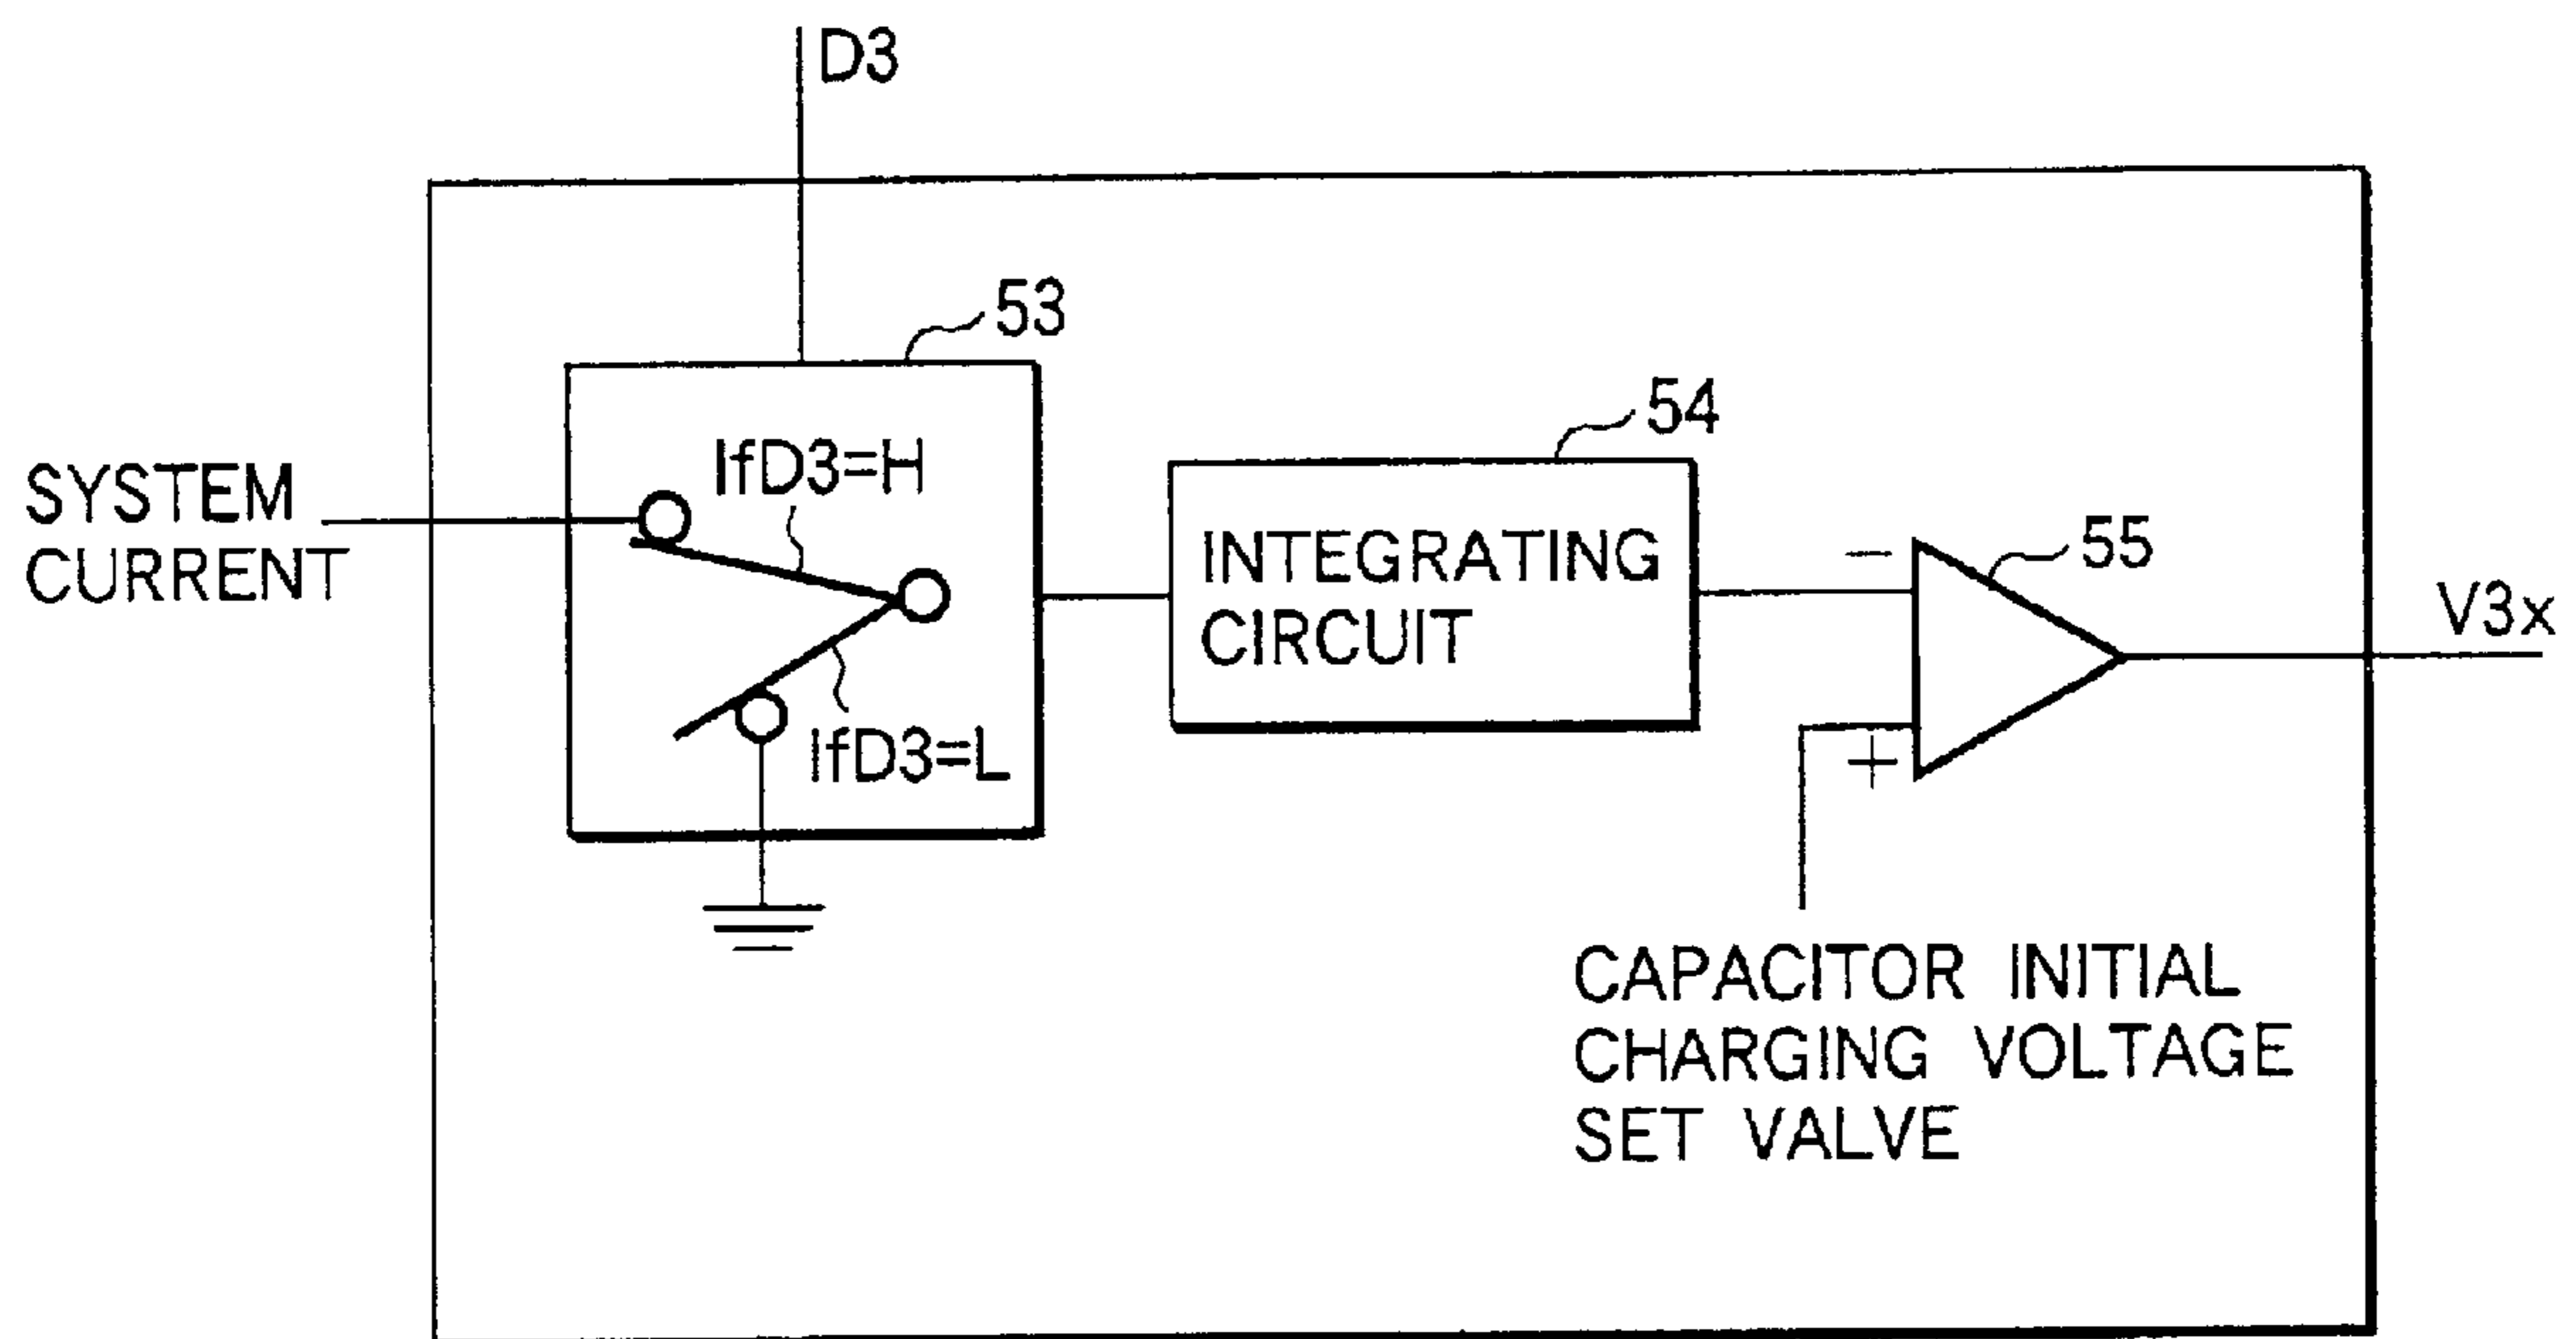 D3
53
IfD3=H
SYSTEM
CURRENT
IfD3=L
54
INTEGRATING
CIRCUIT
−
+
55
V3x
CAPACITOR INITIAL
CHARGING VOLTAGE
SET VALVE